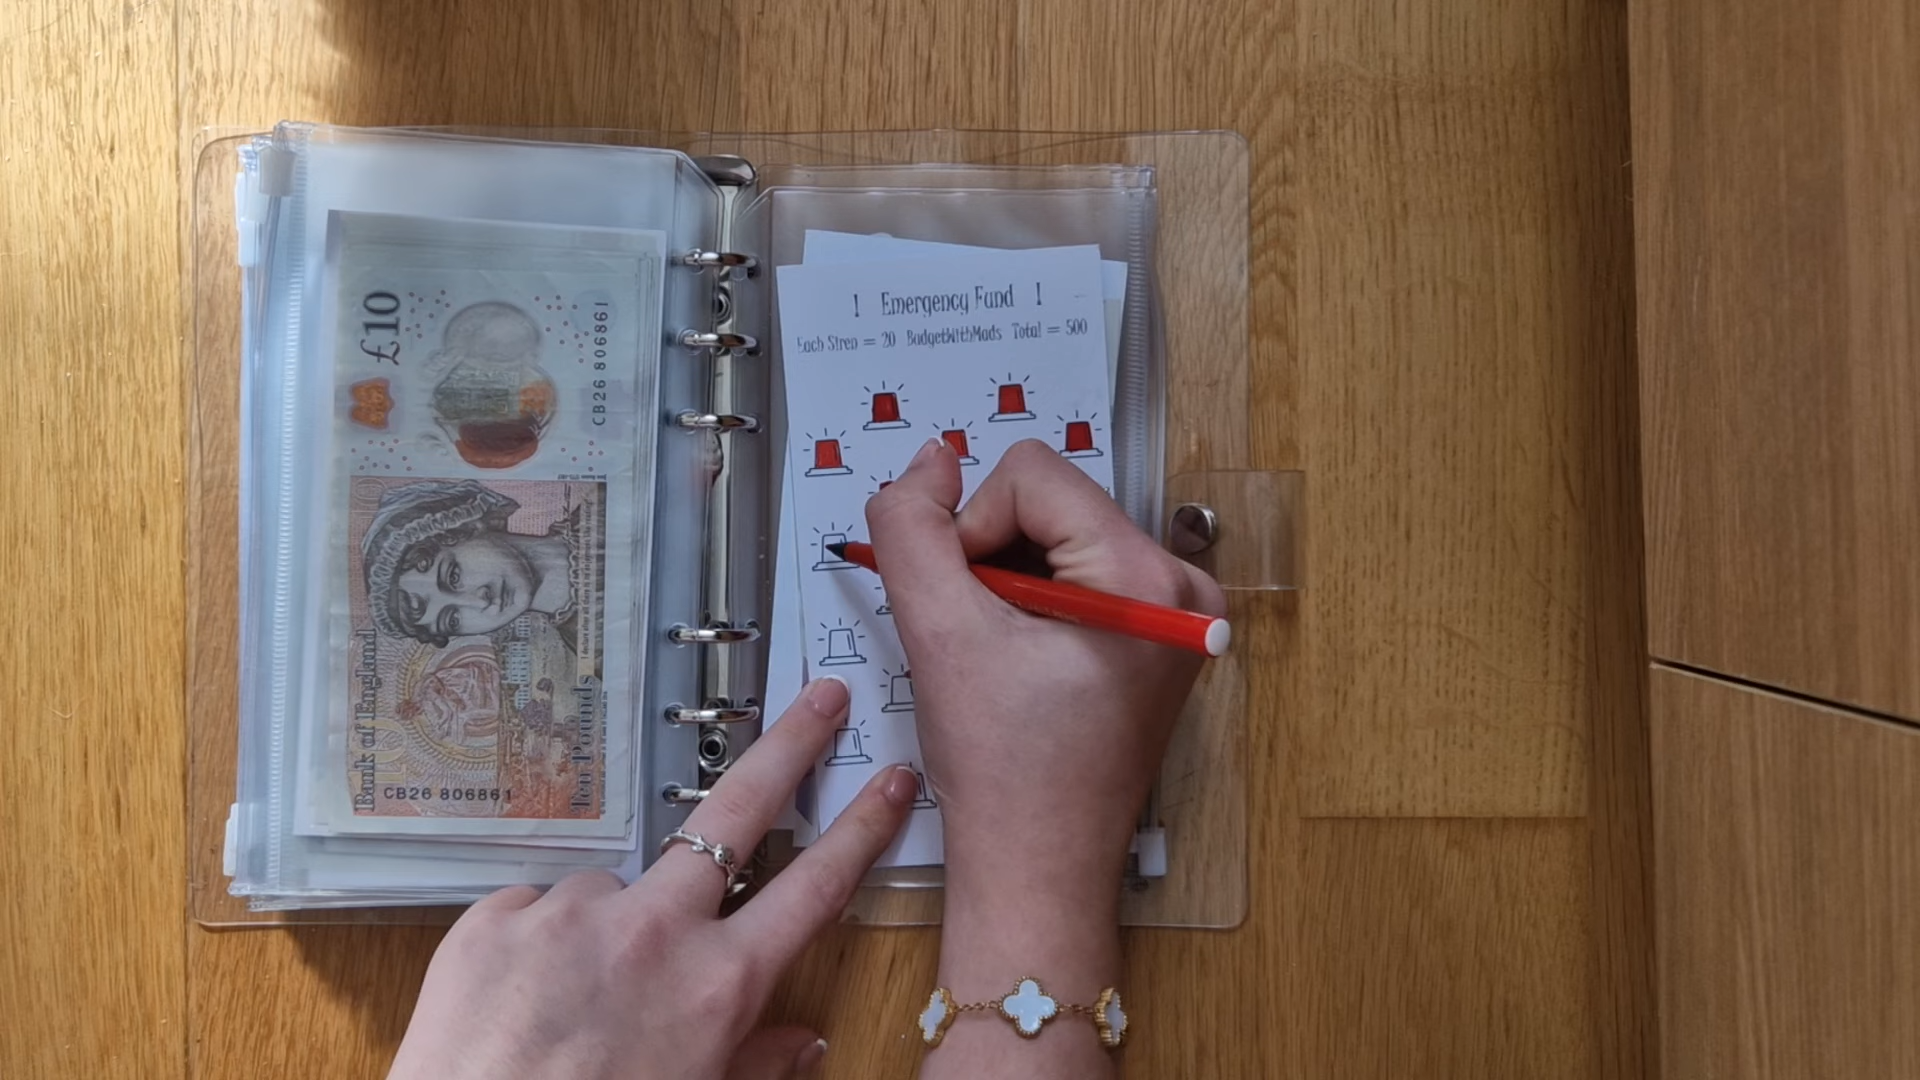 £10
CB26 806861
Bank of England
CB26 806861
Ten Pounds
! Emergency Fund !
Each Siren = 20 BudgetWithMads Total = 500